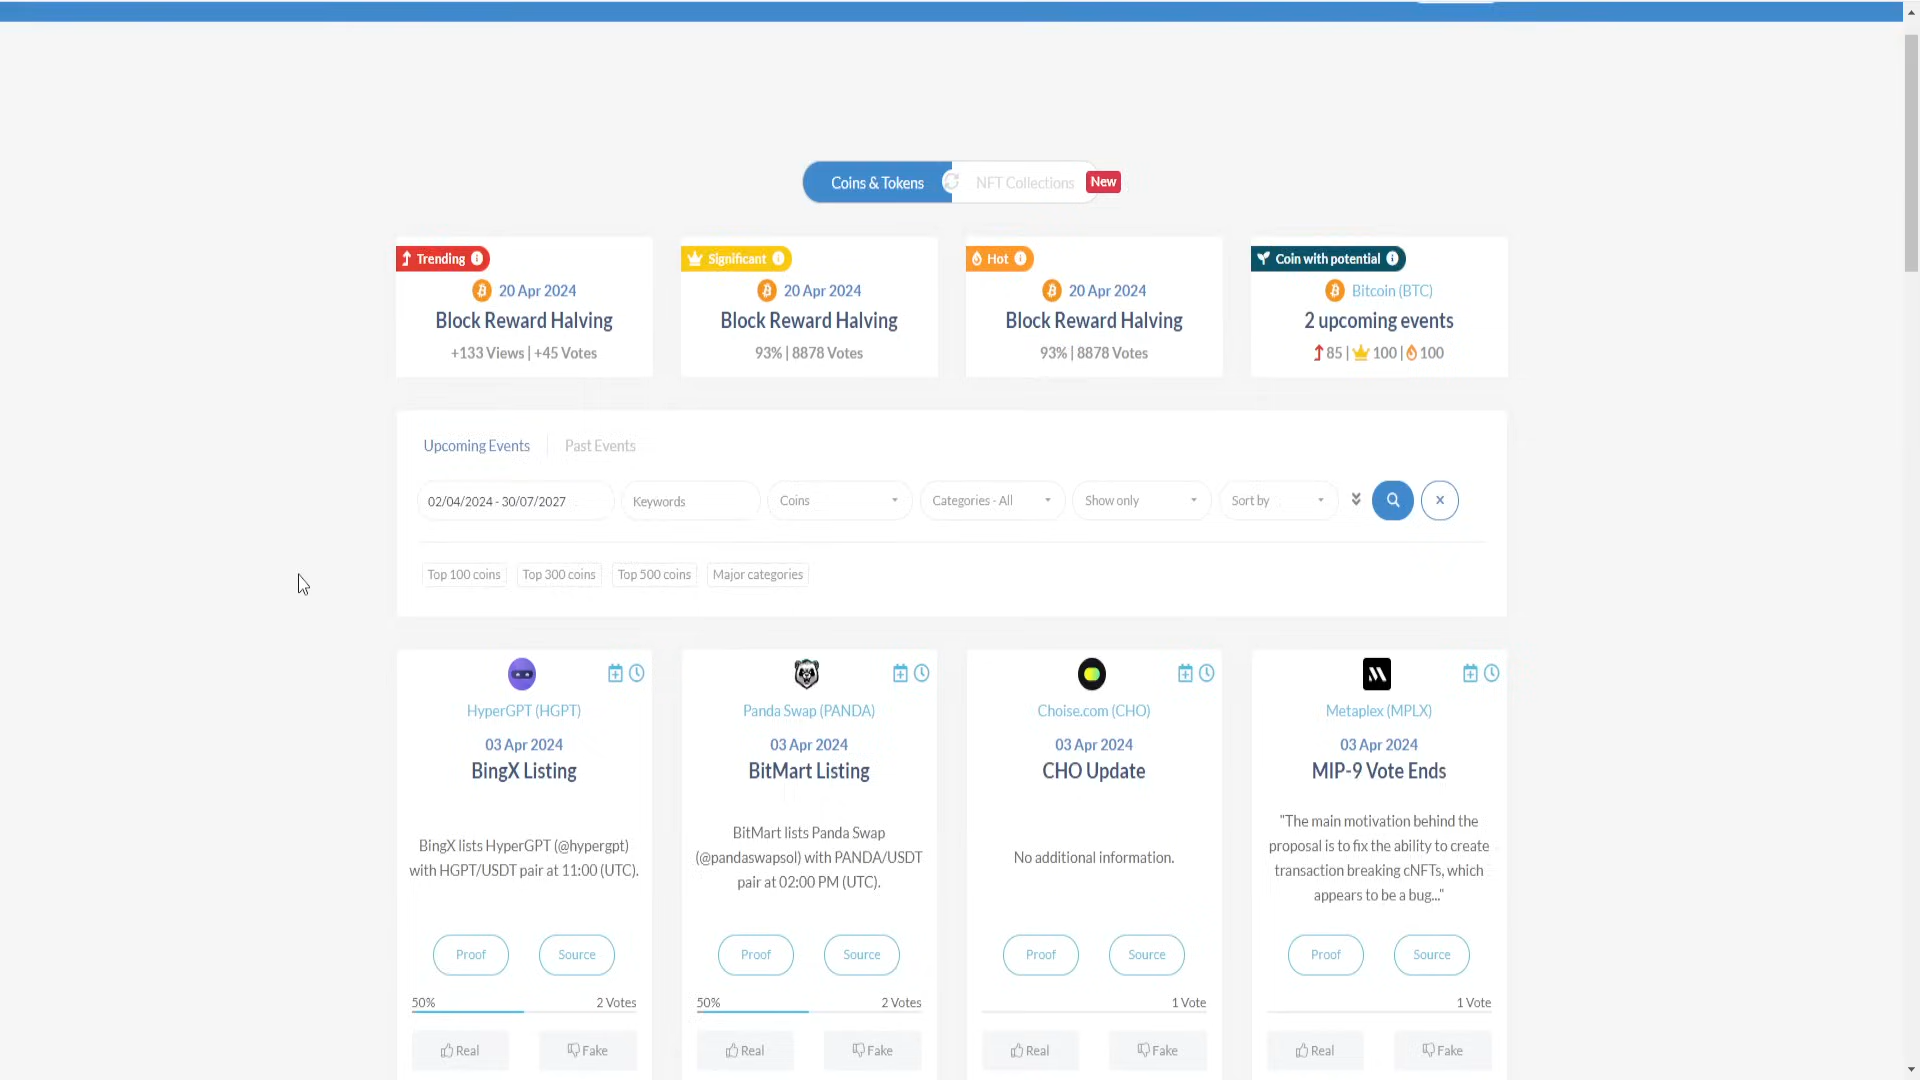 Coins & Tokens
NFT Collections
New
Trending
20 Apr 2024
Block Reward Halving
+133 Views | +45 Votes
Significant
20 Apr 2024
Block Reward Halving
93% | 8878 Votes
Hot
20 Apr 2024
Block Reward Halving
93% | 8878 Votes
Coin with potential
Bitcoin (BTC)
2 upcoming events
85 | 100 | 100
Upcoming Events
Past Events
02/04/2024 - 30/07/2027
Keywords
Coins
Categories - All
Show only
Sort by
Top 100 coins
Top 300 coins
Top 500 coins
Major categories
HyperGPT (HGPT)
03 Apr 2024
BingX Listing
BingX lists HyperGPT (@hypergpt)
with HGPT/USDT pair at 11:00 (UTC).
Proof
Source
50%
2 Votes
Real
Fake
Panda Swap (PANDA)
03 Apr 2024
BitMart Listing
BitMart lists Panda Swap
(@pandaswapsol) with PANDA/USDT
pair at 02:00 PM (UTC).
Proof
Source
50%
2 Votes
Real
Fake
Choise.com (CHO)
03 Apr 2024
CHO Update
No additional information.
Proof
Source
1 Vote
Real
Fake
Metaplex (MPLX)
03 Apr 2024
MIP-9 Vote Ends
"The main motivation behind the
proposal is to fix the ability to create
transaction breaking cNFTs, which
appears to be a bug..."
Proof
Source
1 Vote
Real
Fake